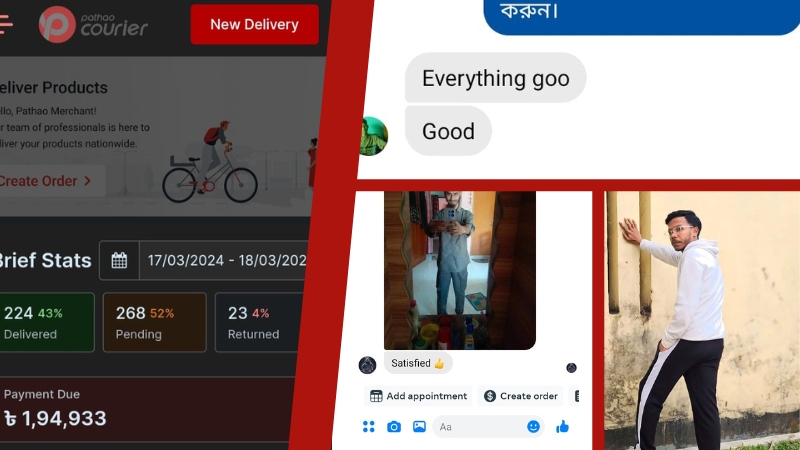 pathao
courier
New Delivery
eliver Products
llo, Pathao Merchant!
r team of professionals is here to
liver your products nationwide.
Create Order >
Brief Stats
17/03/2024 - 18/03/202
224 43%
Delivered
268 52%
Pending
23 4%
Returned
Payment Due
৳ 1,94,933
করুন।
Everything goo
Good
Satisfied 👍
Add appointment
Create order
Aa